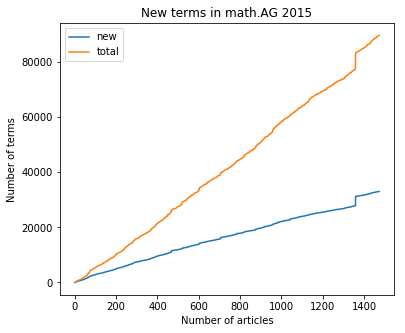 New terms in math.AG 2015
new
total
80000
60000
40000
20000
0
Number of terms
0 200 400 600 800 1000 1200 1400
Number of articles